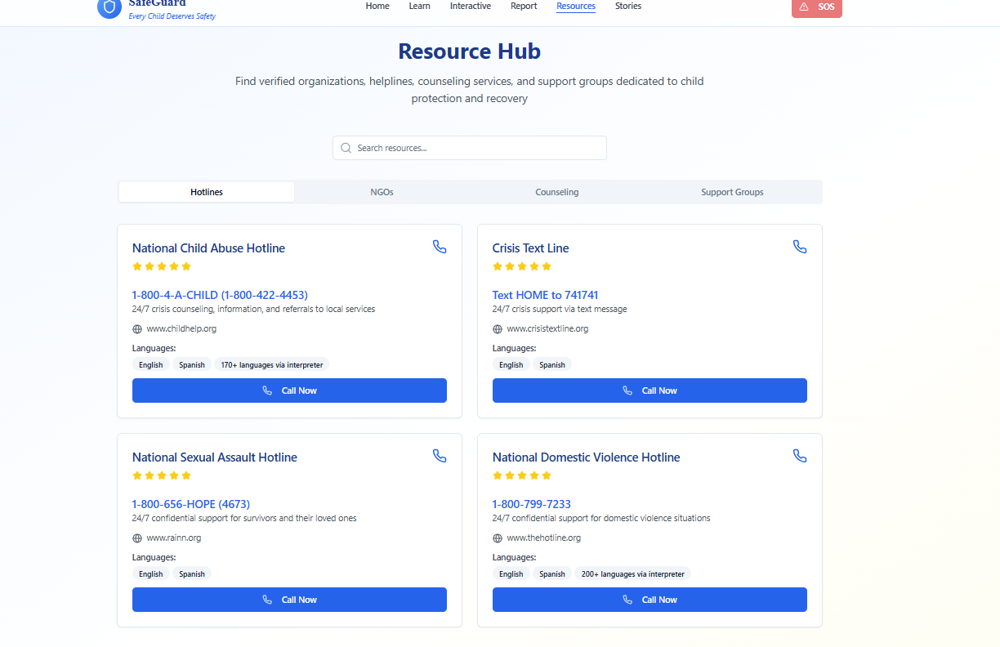 SafeGuard
Every Child Deserves Safety
Home Learn Interactive Report Resources Stories
SOS
Resource Hub
Find verified organizations, helplines, counseling services, and support groups dedicated to child
protection and recovery
Search resources...
Hotlines NGOs Counseling Support Groups
National Child Abuse Hotline
1-800-4-A-CHILD (1-800-422-4453)
24/7 crisis counseling, information, and referrals to local services
www.childhelp.org
Languages:
English Spanish 170+ languages via interpreter
Call Now
Crisis Text Line
Text HOME to 741741
24/7 crisis support via text message
www.crisistextline.org
Languages:
English Spanish
Call Now
National Sexual Assault Hotline
1-800-656-HOPE (4673)
24/7 confidential support for survivors and their loved ones
www.rainn.org
Languages:
English Spanish
Call Now
National Domestic Violence Hotline
1-800-799-7233
24/7 confidential support for domestic violence situations
www.thehotline.org
Languages:
English Spanish 200+ languages via interpreter
Call Now